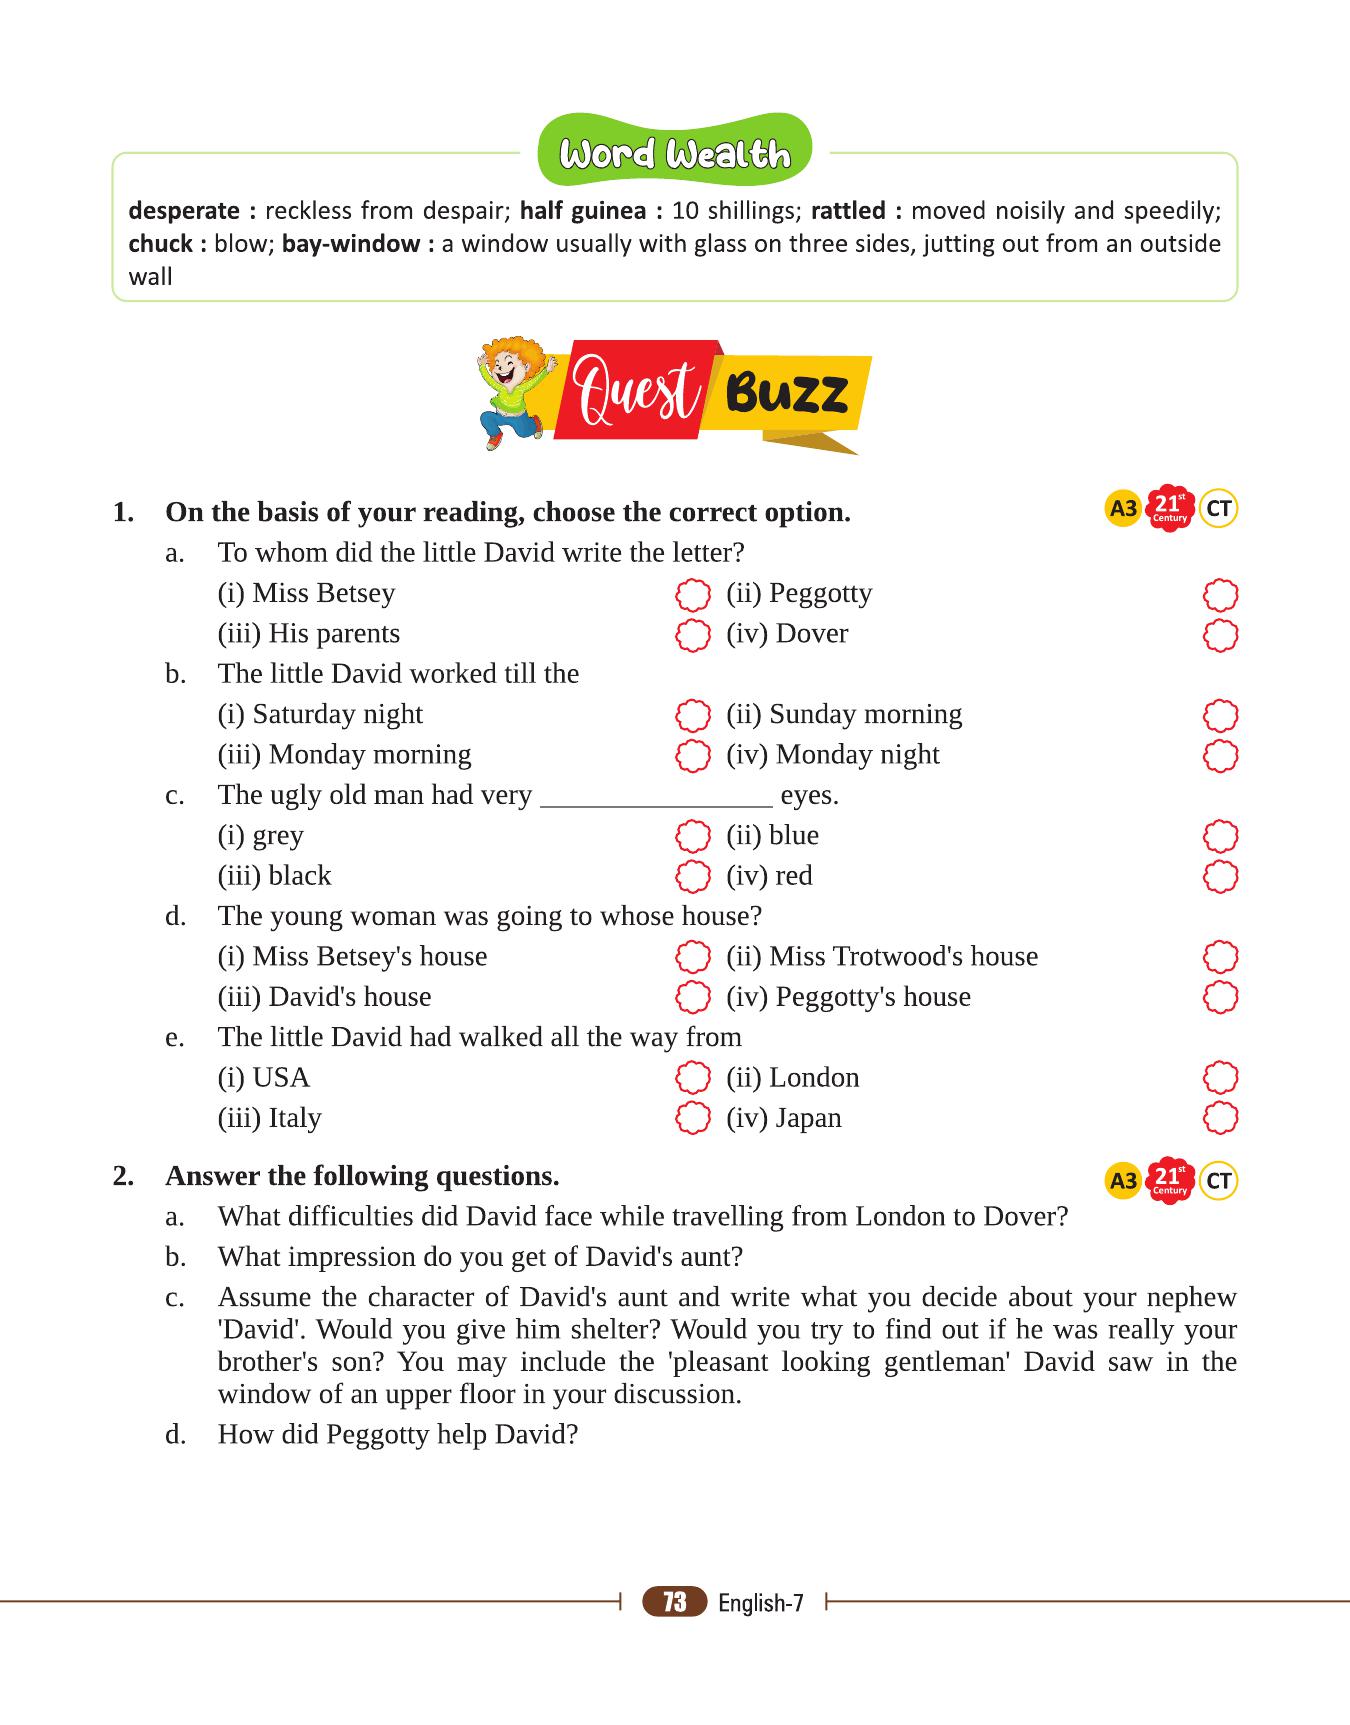 Word Wealth
desperate : reckless from despair; half guinea : 10 shillings; rattled : moved noisily and speedily;
chuck : blow; bay-window : a window usually with glass on three sides, jutting out from an outside
wall
Quest Buzz
1. On the basis of your reading, choose the correct option. A3 21st Century CT
a. To whom did the little David write the letter?
(i) Miss Betsey (ii) Peggotty
(iii) His parents (iv) Dover
b. The little David worked till the
(i) Saturday night (ii) Sunday morning
(iii) Monday morning (iv) Monday night
c. The ugly old man had very ________________ eyes.
(i) grey (ii) blue
(iii) black (iv) red
d. The young woman was going to whose house?
(i) Miss Betsey's house (ii) Miss Trotwood's house
(iii) David's house (iv) Peggotty's house
e. The little David had walked all the way from
(i) USA (ii) London
(iii) Italy (iv) Japan
2. Answer the following questions. A3 21st Century CT
a. What difficulties did David face while travelling from London to Dover?
b. What impression do you get of David's aunt?
c. Assume the character of David's aunt and write what you decide about your nephew
'David'. Would you give him shelter? Would you try to find out if he was really your
brother's son? You may include the 'pleasant looking gentleman' David saw in the
window of an upper floor in your discussion.
d. How did Peggotty help David?
73 English-7